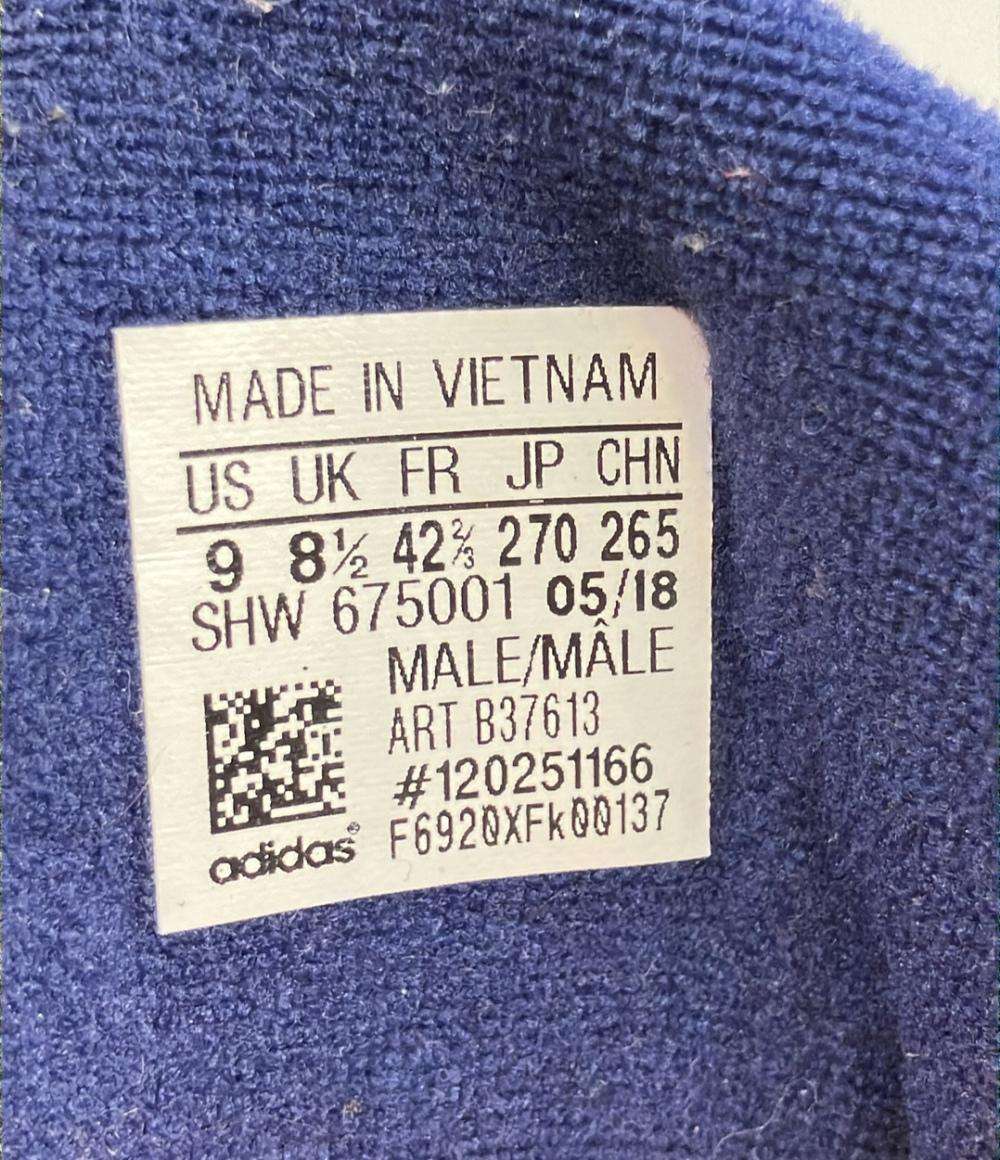 MADE IN VIETNAM
US UK FR JP CHN
9 8½ 42⅔ 270 265
SHW 675001 05/18
MALE/MÂLE
ART B37613
#120251166
F6920XFk00137
adidas®